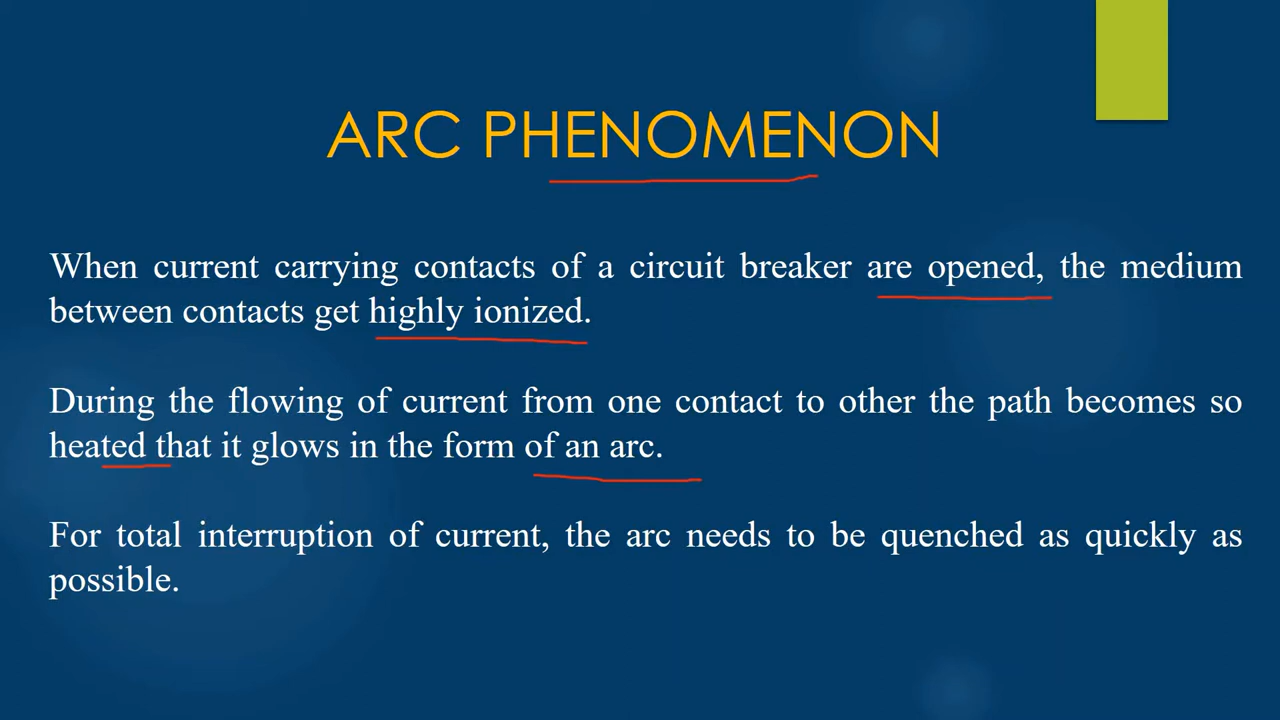 ARC PHENOMENON
When current carrying contacts of a circuit breaker are opened, the medium
between contacts get highly ionized.
During the flowing of current from one contact to other the path becomes so
heated that it glows in the form of an arc.
For total interruption of current, the arc needs to be quenched as quickly as
possible.